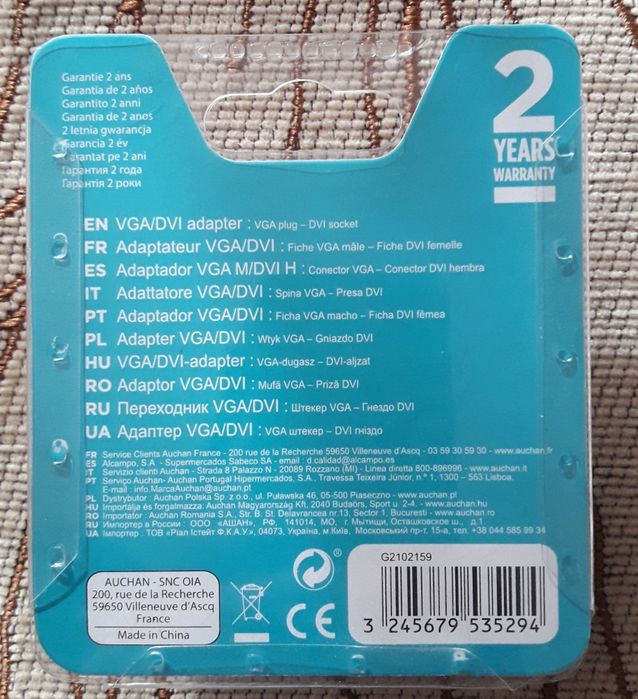 Garantie 2 ans
Garantía de 2 años
Garantito 2 anni
Garantia de 2 anos
2 letnia gwarancja
Garancia 2 év
Garantat pe 2 ani
Гарантия 2 года
Гарантія 2 роки
2
YEARS
WARRANTY
EN VGA/DVI adapter : VGA plug – DVI socket
FR Adaptateur VGA/DVI : Fiche VGA mâle – Fiche DVI femelle
ES Adaptador VGA M/DVI H : Conector VGA – Conector DVI hembra
IT Adattatore VGA/DVI : Spina VGA – Presa DVI
PT Adaptador VGA/DVI : Ficha VGA macho – Ficha DVI fêmea
PL Adapter VGA/DVI : Wtyk VGA – Gniazdo DVI
HU VGA/DVI-adapter : VGA-dugasz – DVI-aljzat
RO Adaptor VGA/DVI : Mufă VGA – Priză DVI
RU Переходник VGA/DVI : Штекер VGA – Гнездо DVI
UA Адаптер VGA/DVI : VGA штекер – DVI гніздо
FR Service Clients Auchan France - 200 rue de la Recherche 59650 Villeneuve d'Ascq - 03 59 30 59 30 - www.auchan.fr
ES Alcampo, S.A - Supermercados Sabeco SA - email : d.calidad@alcampo.es
IT Servizio clienti Auchan - Strada 8 Palazzo N - 20089 Rozzano (MI) - Linea diretta 800-896996 - www.auchan.it
PT Serviço Auchan- Auchan Portugal Hipermercados, S.A., Travessa Teixeira Júnior, n.° 1, 1300 – 553 Lisboa.
E-mail : info.MarcaAuchan@auchan.pt
PL Dystrybutor : Auchan Polska Sp. z o.o., ul. Puławska 46, 05-500 Piaseczno - www.auchan.pl
HU Importálja és forgalmazza: Auchan Magyarország Kft, 2040 Budaörs, Sport u. 2-4. - www.auchan.hu
RO Importator : Auchan Romania S.A., Str. B. St. Delavrancea nr.13, Sector 1, Bucuresti - www.auchan.ro
RU Импортер в России : ООО «АШАН», РФ, 141014, МО, г. Мытищи, Осташковское ш., д.1
UA Імпортер : ТОВ «Ріал Істейт Ф.К.А.У», 04073, Україна, м.Київ. Московський пр-т, 15-а, тел. +38 044 585 99 34
AUCHAN - SNC OIA
200, rue de la Recherche
59650 Villeneuve d'Ascq
France
Made in China
®
CE
G2102159
3 245679 535294